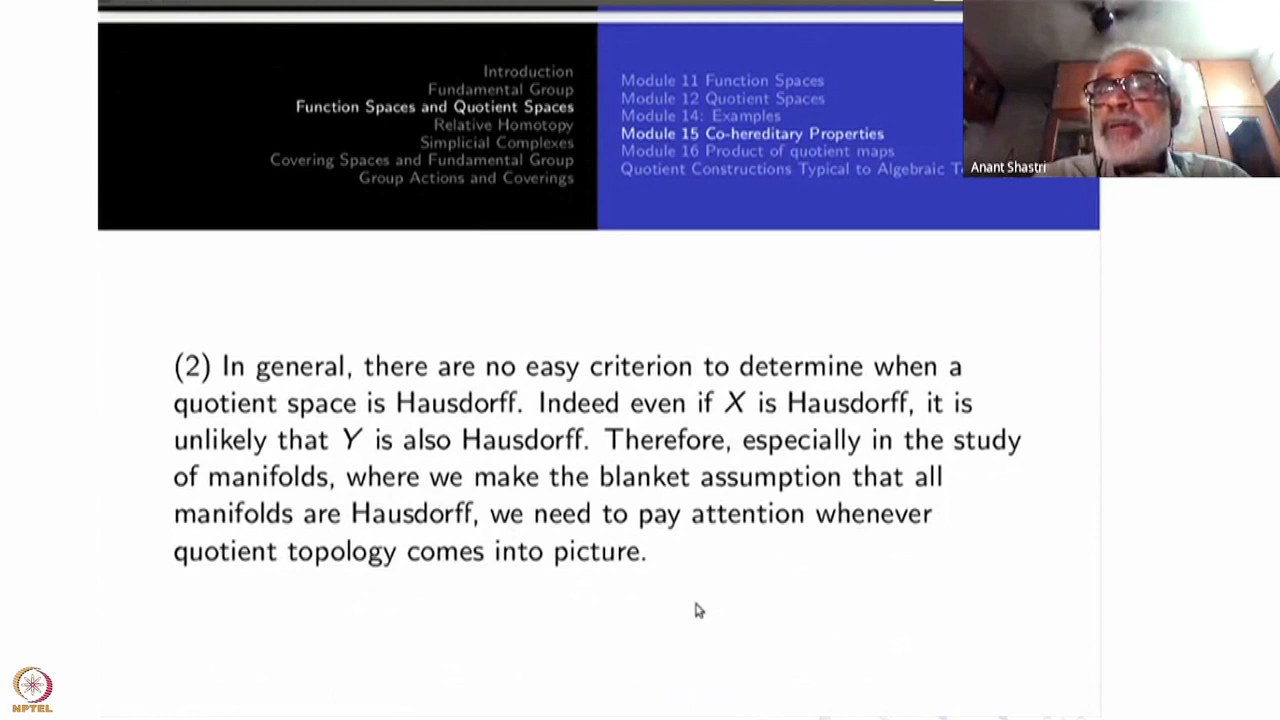 Introduction
Fundamental Group
Function Spaces and Quotient Spaces
Relative Homotopy
Simplicial Complexes
Covering Spaces and Fundamental Group
Group Actions and Coverings
Module 11 Function Spaces
Module 12 Quotient Spaces
Module 14: Examples
Module 15 Co-hereditary Properties
Module 16 Product of quotient maps
Quotient Constructions Typical to Algebraic
Anant Shastri
(2) In general, there are no easy criterion to determine when a
quotient space is Hausdorff. Indeed even if X is Hausdorff, it is
unlikely that Y is also Hausdorff. Therefore, especially in the study
of manifolds, where we make the blanket assumption that all
manifolds are Hausdorff, we need to pay attention whenever
quotient topology comes into picture.
NPTEL